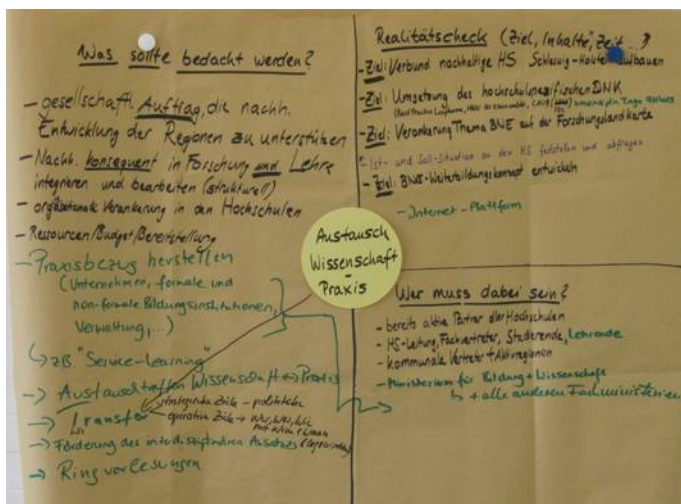 Was sollte bedacht werden?
- gesellschaftl. Auftrag, die nachh.
Entwicklung der Regionen zu unterstützen
- Nachh. konsequent in Forschung und Lehre
integrieren und bearbeiten (strukturell)
- Verankerung in den Hochschulen
- Ressourcen/Budget/Bereitstellung
- Praxisbezug herstellen
(Unternehmen, formale und
non-formale Bildungsinstitutionen,
Verwaltung,...)
↳ z.B. "Service-Learning"
→ Austauschtreffen Wissenschaft ↔ Praxis
strategische Ziele - politische
→ Transfer
operative Ziele → Wer, Was, Wie
→ Förderung des interdisziplinären Ansatzes
→ Ringvorlesungen
Austausch
Wissenschaft
-
Praxis
Realitätscheck (Ziel, Inhalte, Zeit...)
- Ziel: Verbund nachhaltige HS Schleswig-Holstein aufbauen
- Ziel: Umsetzung des hochschulspezifischen DNK
- Ziel: Verankerung Thema BNE auf der Forschungslandkarte
* Ist- und Soll-Situation an den HS feststellen und abfragen
- Ziel: BNE-Weiterbildungskonzept entwickeln
- Internet-Plattform
Wer muss dabei sein?
- bereits aktive Partner aller Hochschulen
- HS-Leitung, Fachvertreter, Studierende, Lehrende
- kommunale Vertreter + Aktivregionen
- Ministerium für Bildung + Wissenschaft
↳ + alle anderen Fachministerien